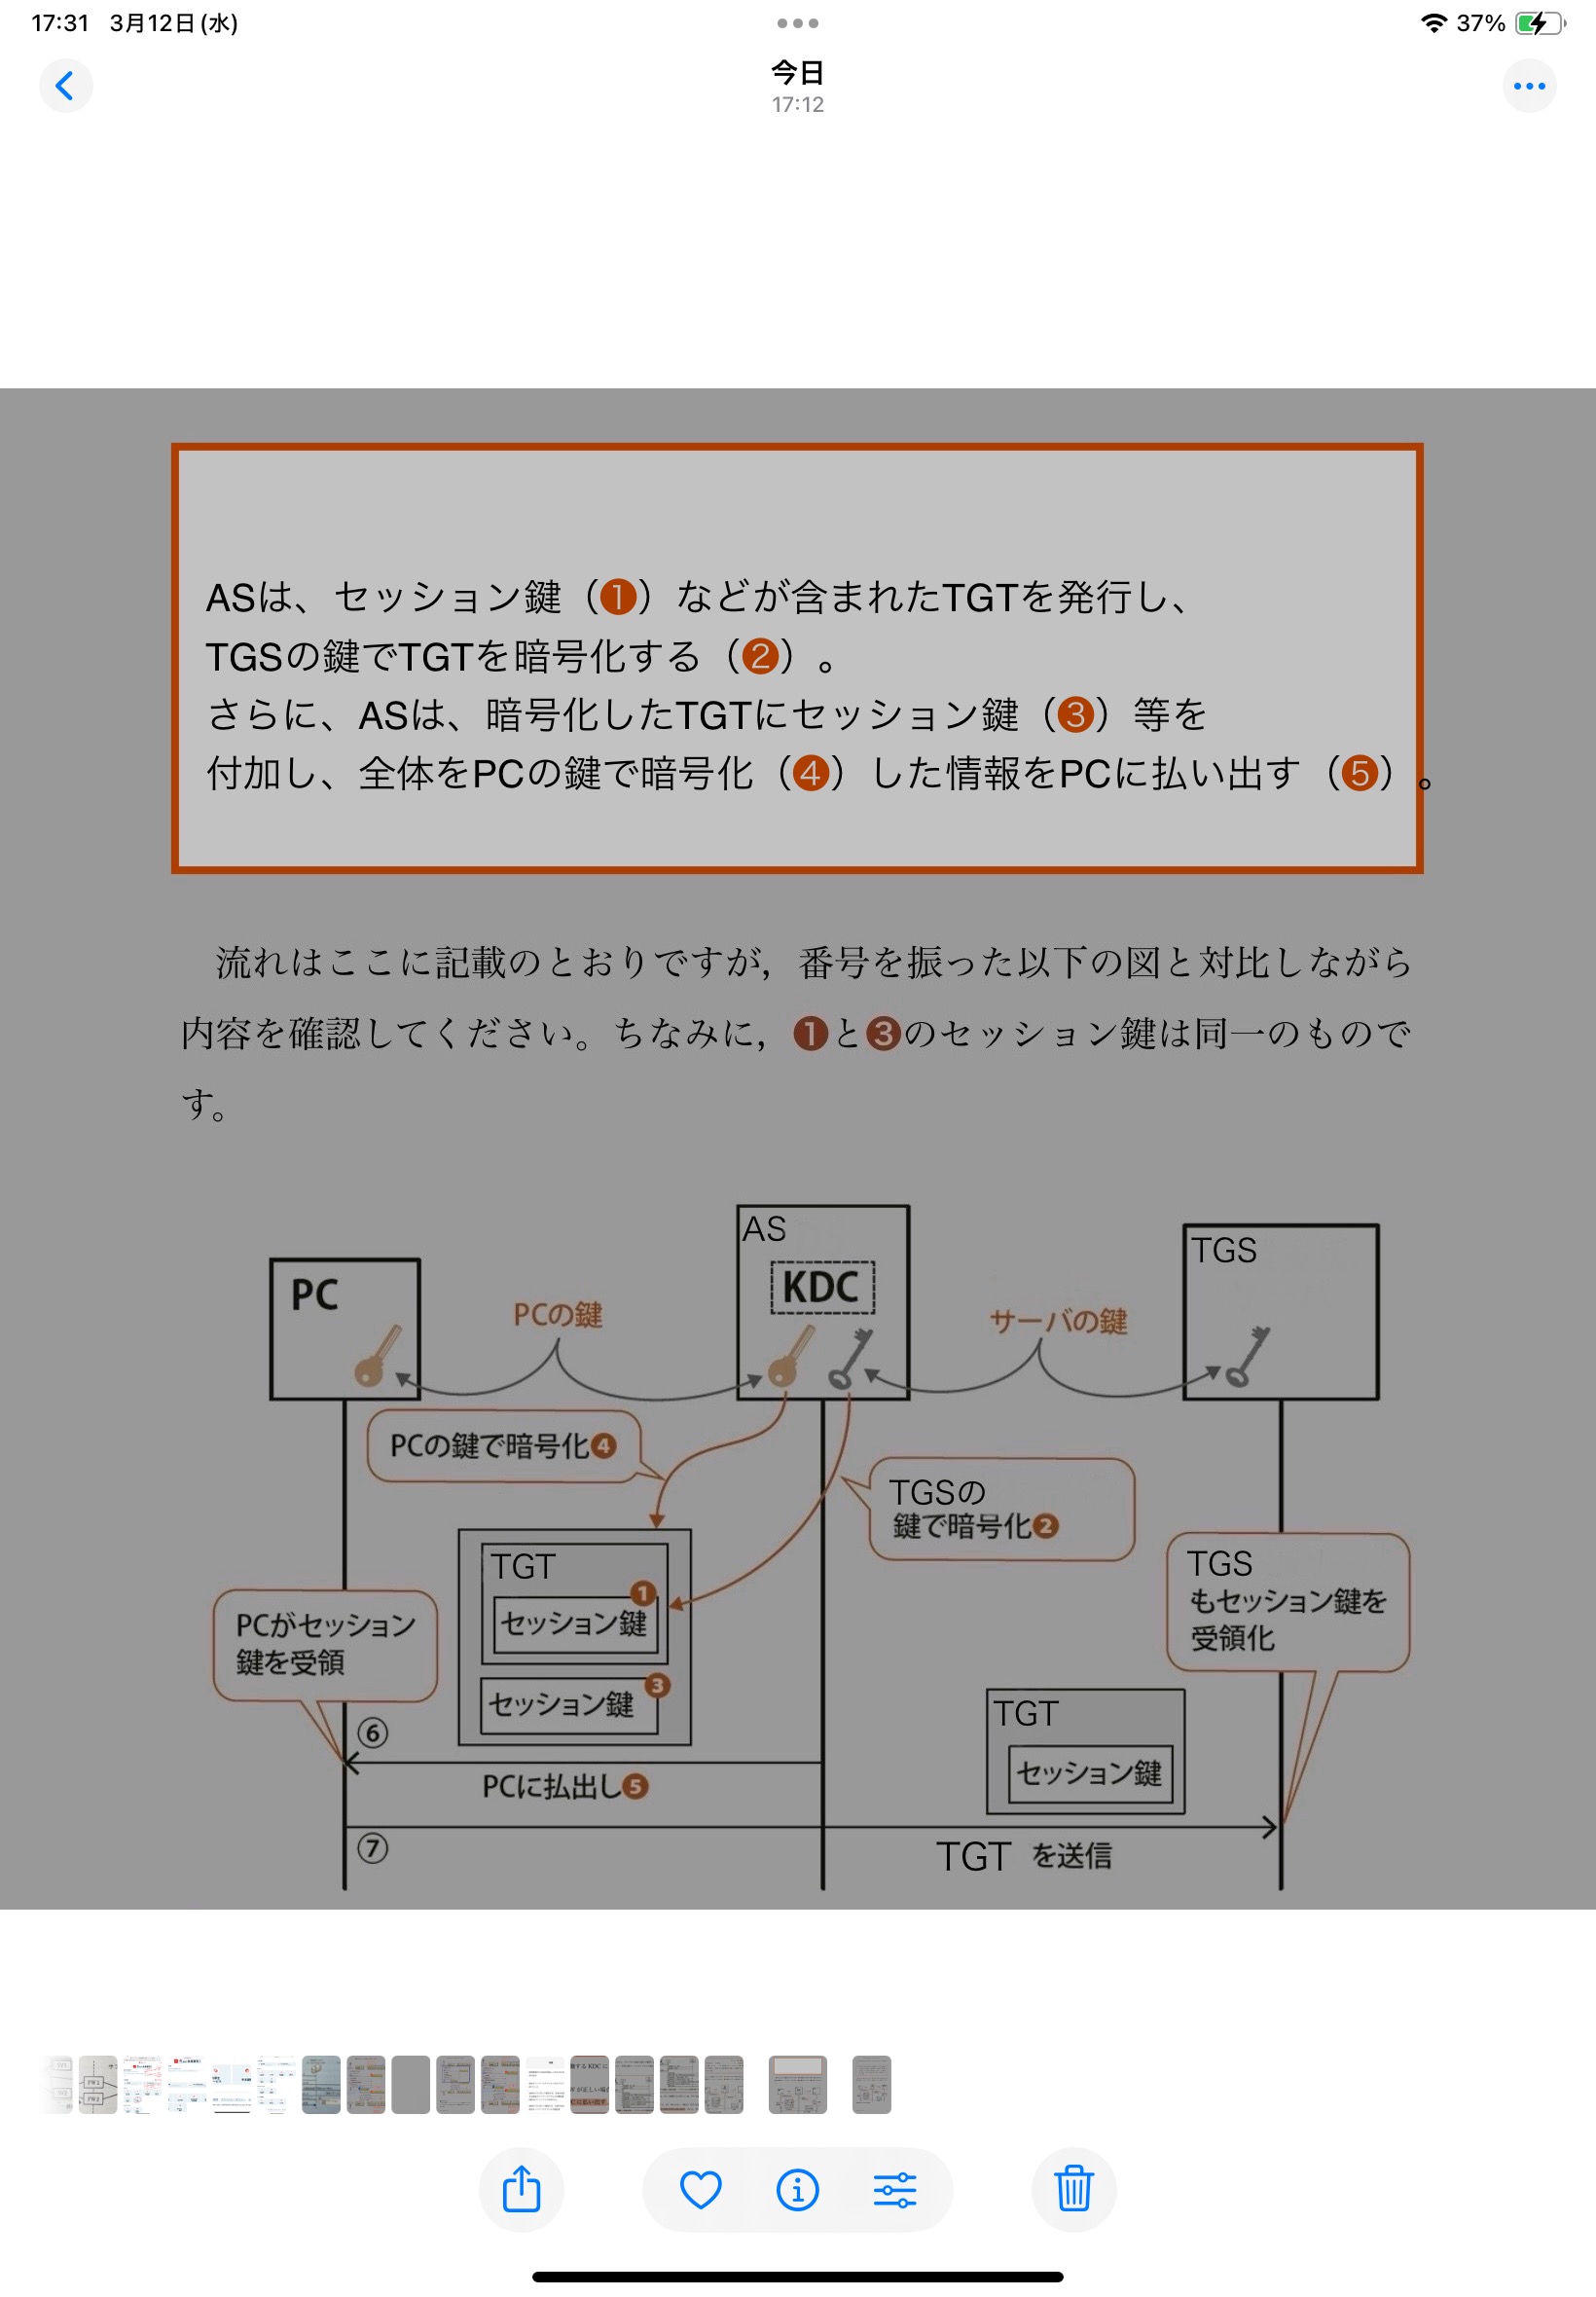 17:31 3月12日(水)
37%
今日
17:12
ASは、セッション鍵（❶）などが含まれたTGTを発行し、
TGSの鍵でTGTを暗号化する（❷）。
さらに、ASは、暗号化したTGTにセッション鍵（❸）等を
付加し、全体をPCの鍵で暗号化（❹）した情報をPCに払い出す（❺）。
流れはここに記載のとおりですが，番号を振った以下の図と対比しながら
内容を確認してください。ちなみに，❶と❸のセッション鍵は同一のもので
す。
AS
TGS
PC
KDC
PCの鍵
サーバの鍵
PCの鍵で暗号化❹
TGSの
鍵で暗号化❷
TGT
❶
セッション鍵
❸
セッション鍵
PCがセッション
鍵を受領
TGS
もセッション鍵を
受領化
⑥
PCに払出し❺
TGT
セッション鍵
⑦
TGT を送信